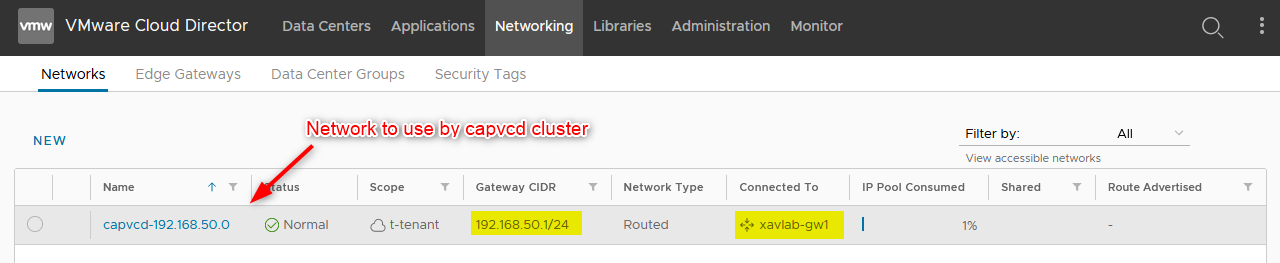 vmw VMware Cloud Director Data Centers Applications Networking Libraries Administration Monitor
Networks Edge Gateways Data Center Groups Security Tags
Network to use by capvcd cluster
NEW
Filter by: All
View accessible networks
Name Status Scope Gateway CIDR Network Type Connected To IP Pool Consumed Shared Route Advertised
capvcd-192.168.50.0 Normal t-tenant 192.168.50.1/24 Routed xavlab-gw1 1% -